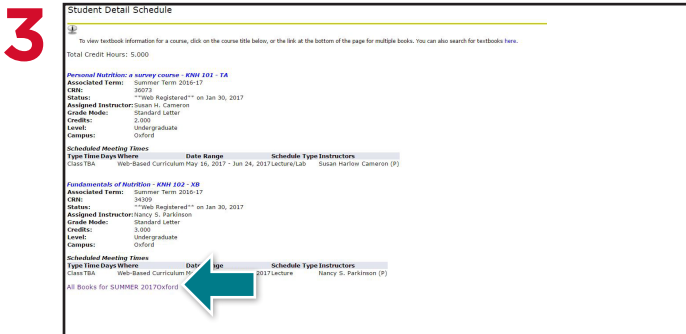 3
Student Detail Schedule
To view textbook information for a course, click on the course title below, or the link at the bottom of the page for multiple books. You can also search for textbooks here.
Total Credit Hours: 5.000
Personal Nutrition: a survey course - KNH 101 - TA
Associated Term: Summer Term 2016-17
CRN: 36073
Status: **Web Registered** on Jan 30, 2017
Assigned Instructor: Susan H. Cameron
Grade Mode: Standard Letter
Credits: 2.000
Level: Undergraduate
Campus: Oxford
Scheduled Meeting Times
Type Time Days Where Date Range Schedule Type Instructors
Class TBA Web-Based Curriculum May 16, 2017 - Jun 24, 2017 Lecture/Lab Susan Harlow Cameron (P)
Fundamentals of Nutrition - KNH 102 - XB
Associated Term: Summer Term 2016-17
CRN: 34309
Status: **Web Registered** on Jan 30, 2017
Assigned Instructor: Nancy S. Parkinson
Grade Mode: Standard Letter
Credits: 3.000
Level: Undergraduate
Campus: Oxford
Scheduled Meeting Times
Type Time Days Where Schedule Type Instructors
Class TBA Web-Based Curriculum 2017 Lecture Nancy S. Parkinson (P)
All Books for SUMMER 2017Oxford